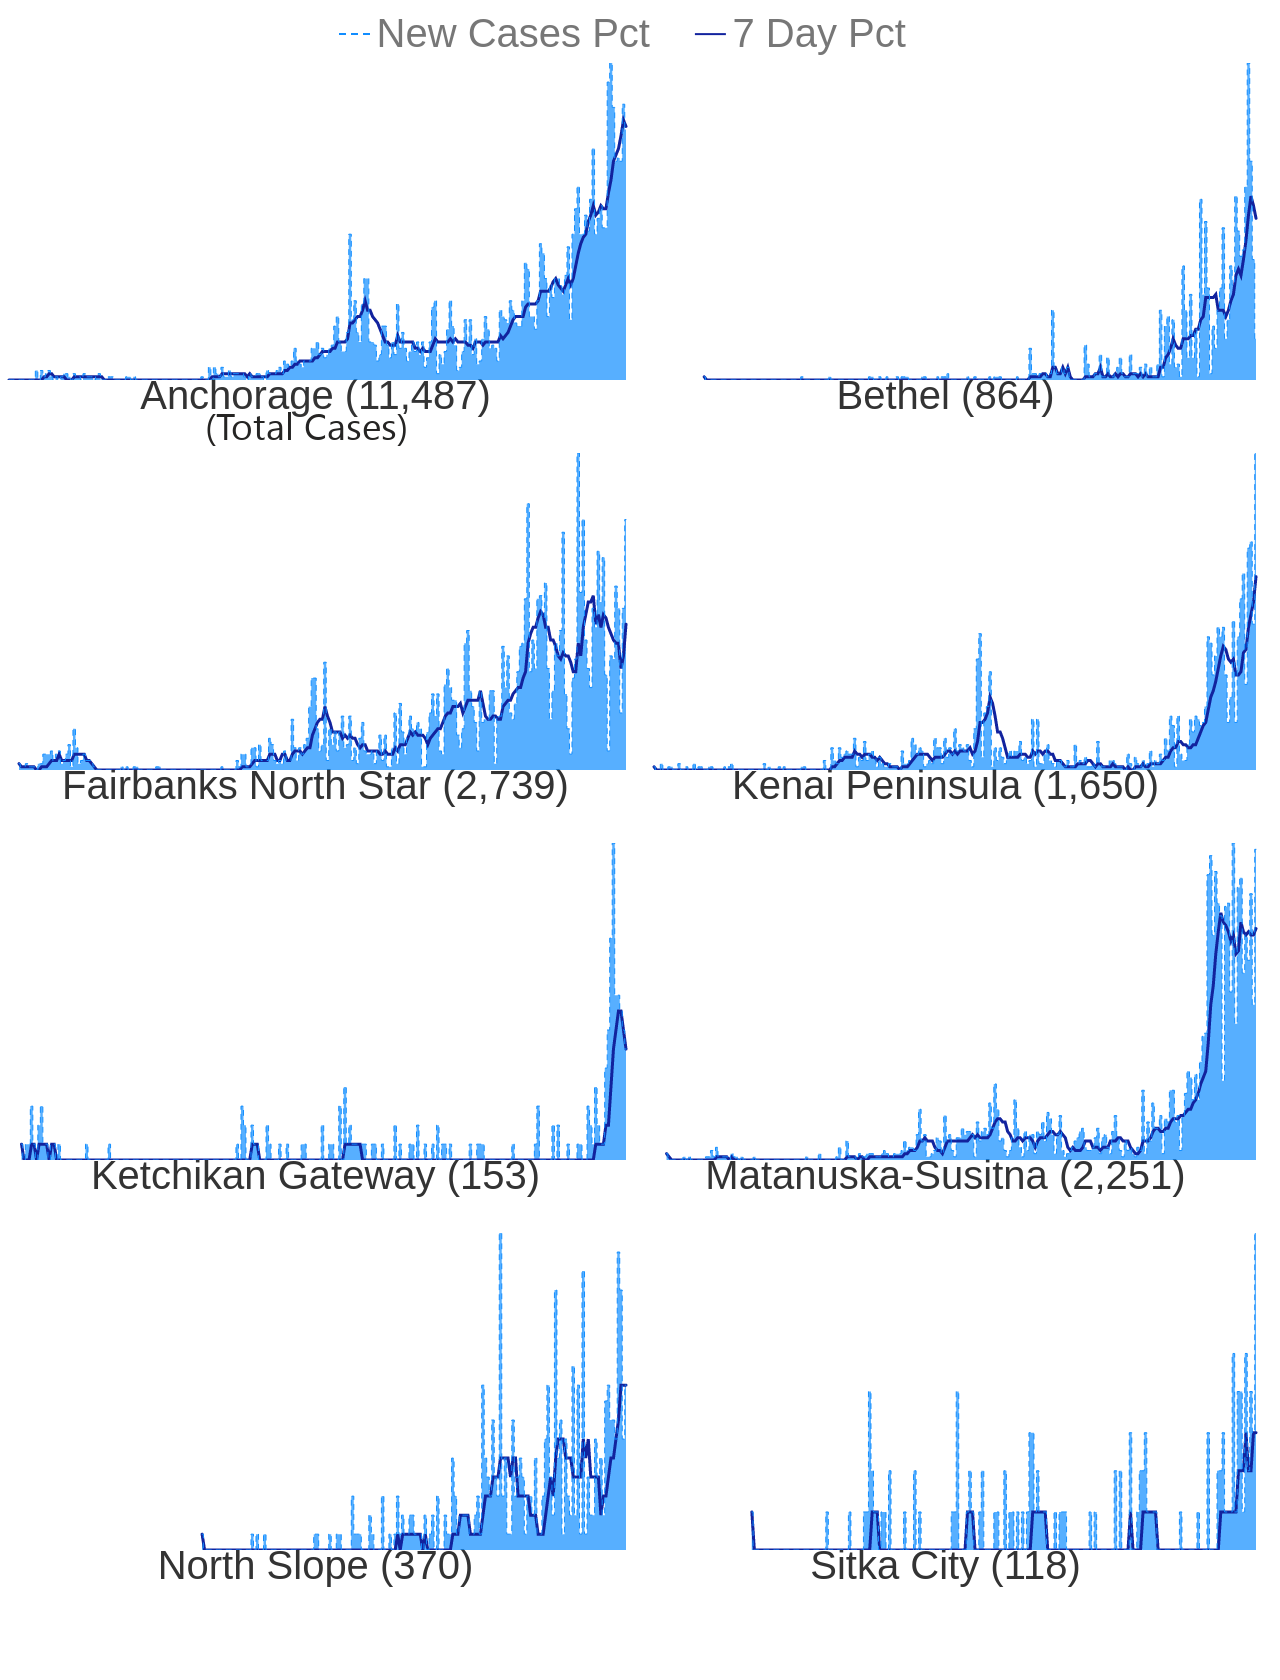 New Cases Pct 7 Day Pct
Anchorage (11,487) Bethel (864)
(Total Cases)
Fairbanks North Star (2,739) Kenai Peninsula (1,650)
Ketchikan Gateway (153) Matanuska-Susitna (2,251)
North Slope (370) Sitka City (118)